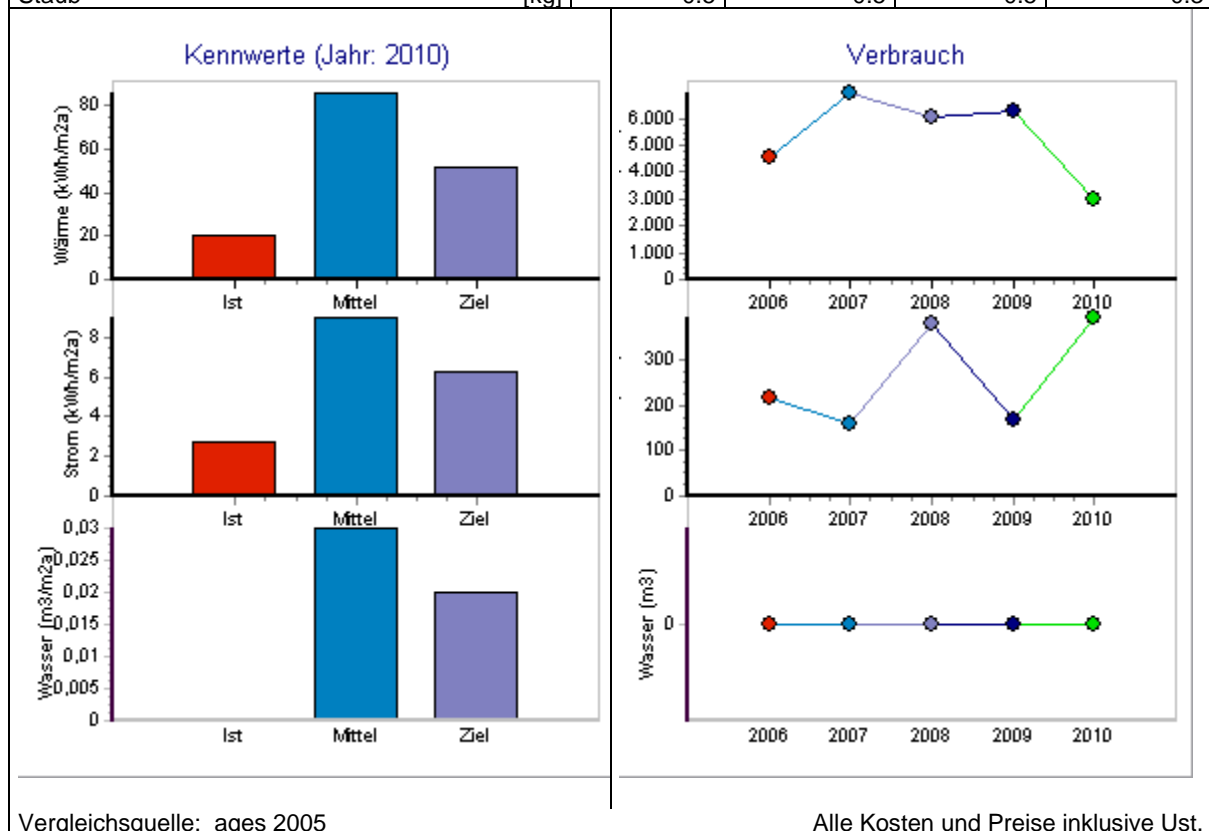 Staub [kg] 0.3 0.3 0.3 0.3
Kennwerte (Jahr: 2010)
Wärme (kWh/m2a)
80
60
40
20
0
Ist Mittel Ziel
Strom (kWh/m2a)
8
6
4
2
0
Ist Mittel Ziel
Wasser (m3/m2a)
0,03
0,025
0,02
0,015
0,01
0,005
0
Ist Mittel Ziel
Verbrauch
6.000
5.000
4.000
3.000
2.000
1.000
0
2006 2007 2008 2009 2010
300
200
100
0
2006 2007 2008 2009 2010
Wasser (m3)
0
2006 2007 2008 2009 2010
Vergleichsquelle: ages 2005 Alle Kosten und Preise inklusive Ust.